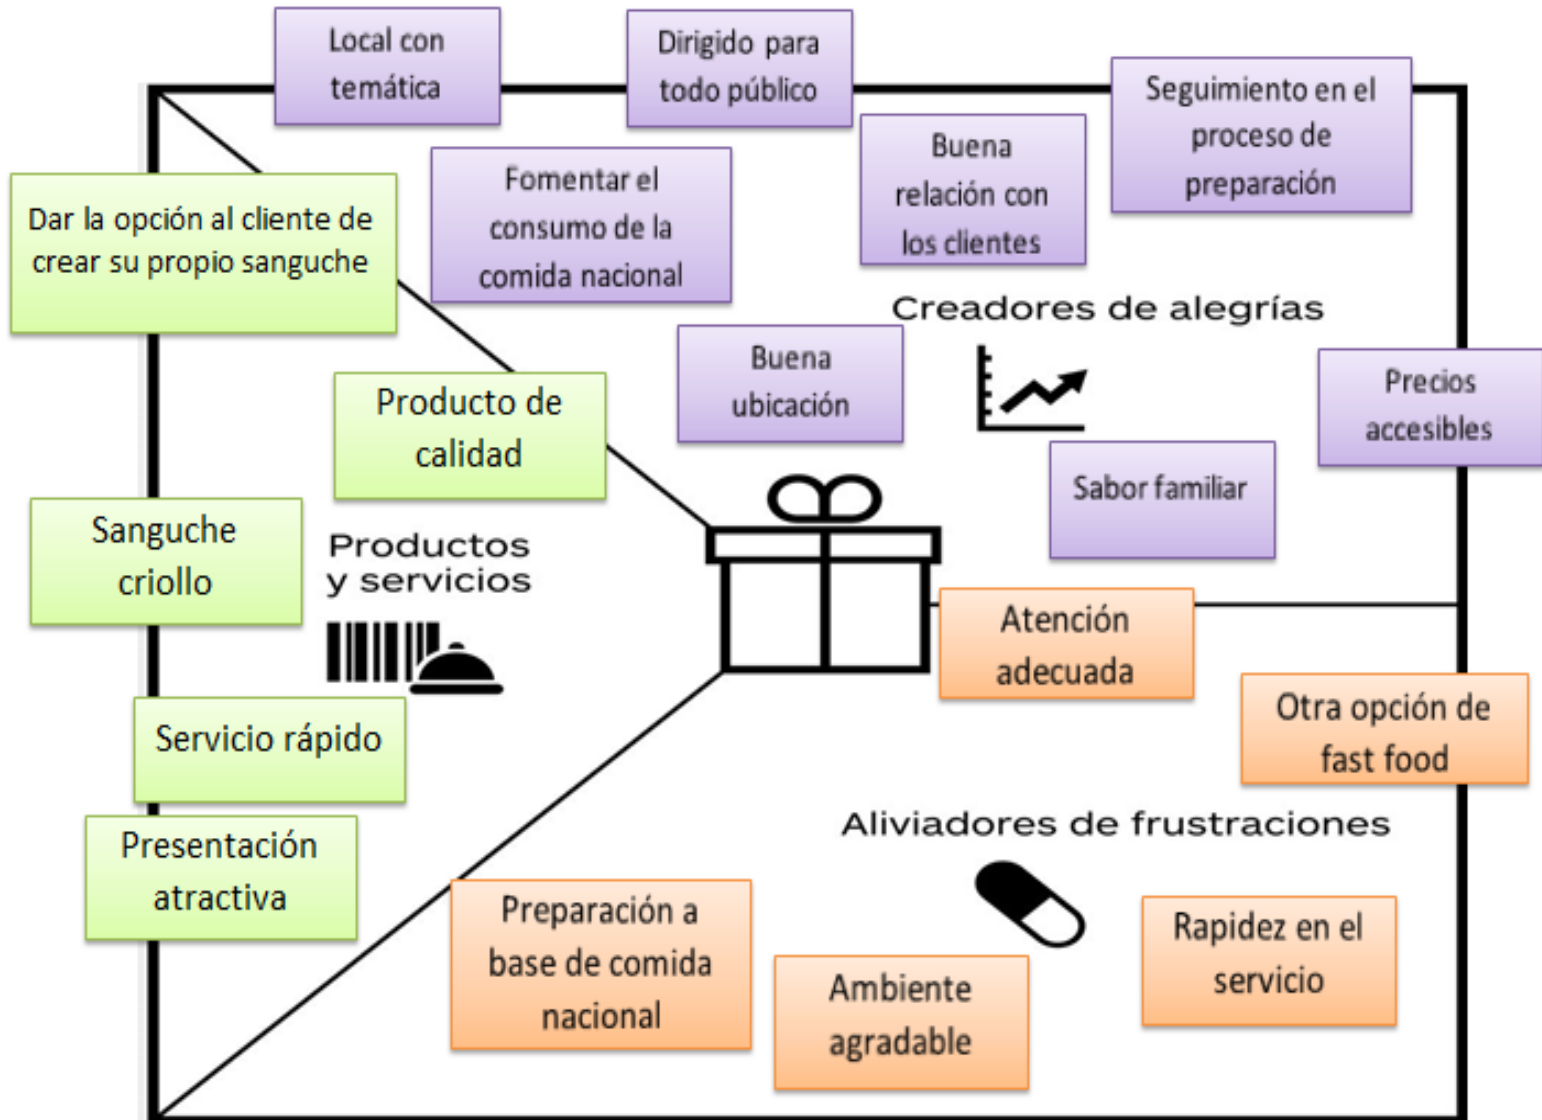 Local con
temática
Dirigido para
todo público
Seguimiento en el
proceso de
preparación
Buena
relación con
los clientes
Fomentar el
consumo de la
comida nacional
Dar la opción al cliente de
crear su propio sanguche
Creadores de alegrías
Buena
ubicación
Precios
accesibles
Producto de
calidad
Sabor familiar
Sanguche
criollo
Productos
y servicios
Atención
adecuada
Otra opción de
fast food
Servicio rápido
Presentación
atractiva
Aliviadores de frustraciones
Preparación a
base de comida
nacional
Rapidez en el
servicio
Ambiente
agradable